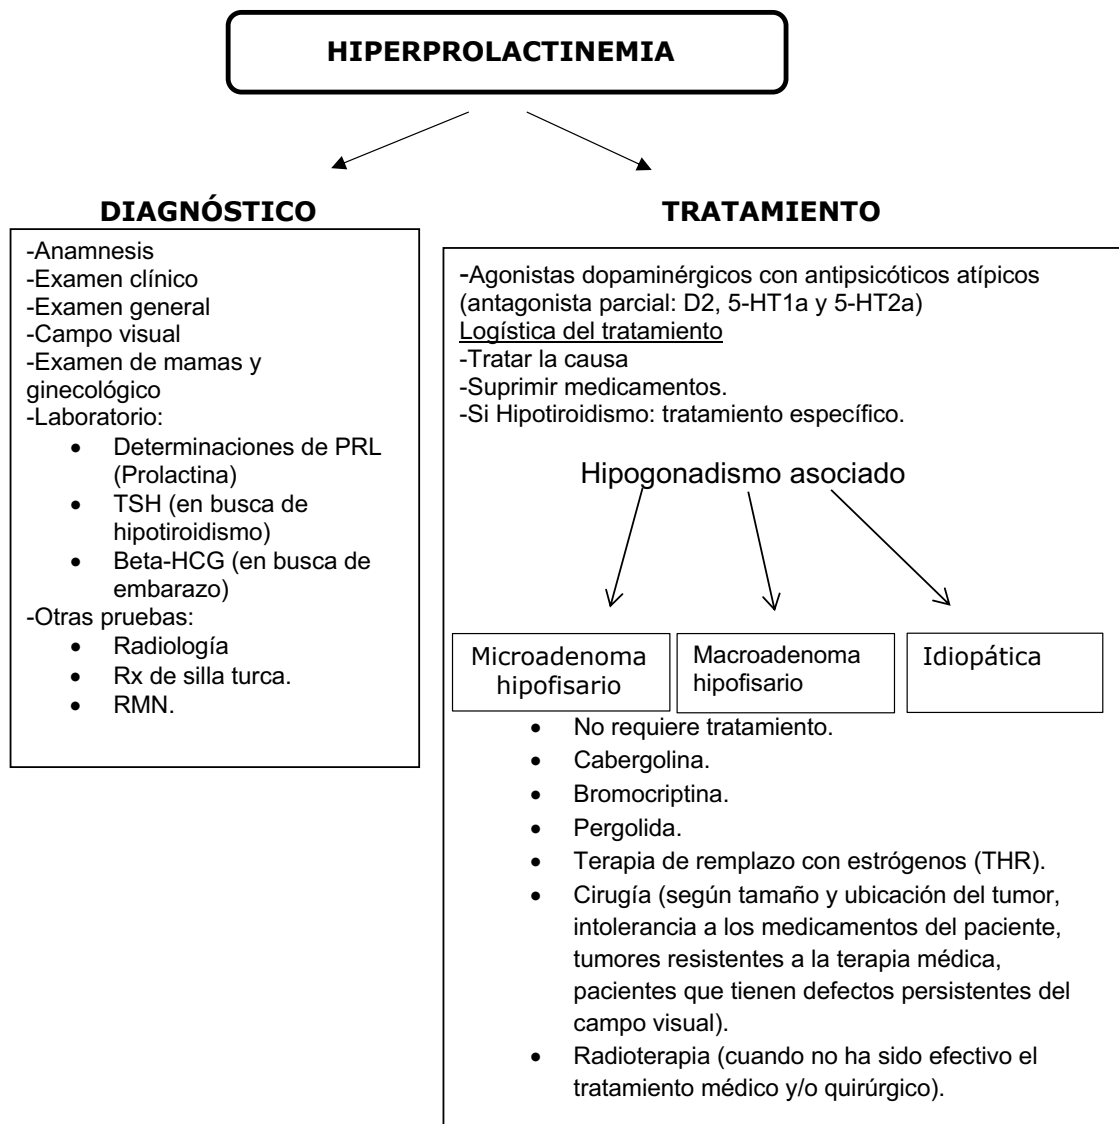 HIPERPROLACTINEMIA
DIAGNÓSTICO
-Anamnesis
-Examen clínico
-Examen general
-Campo visual
-Examen de mamas y
ginecológico
-Laboratorio:
• Determinaciones de PRL
(Prolactina)
• TSH (en busca de
hipotiroidismo)
• Beta-HCG (en busca de
embarazo)
-Otras pruebas:
• Radiología
• Rx de silla turca.
• RMN.
TRATAMIENTO
-Agonistas dopaminérgicos con antipsicóticos atípicos
(antagonista parcial: D2, 5-HT1a y 5-HT2a)
Logística del tratamiento
-Tratar la causa
-Suprimir medicamentos.
-Si Hipotiroidismo: tratamiento específico.
Hipogonadismo asociado
Microadenoma
hipofisario
Macroadenoma
hipofisario
Idiopática
• No requiere tratamiento.
• Cabergolina.
• Bromocriptina.
• Pergolida.
• Terapia de remplazo con estrógenos (THR).
• Cirugía (según tamaño y ubicación del tumor,
intolerancia a los medicamentos del paciente,
tumores resistentes a la terapia médica,
pacientes que tienen defectos persistentes del
campo visual).
• Radioterapia (cuando no ha sido efectivo el
tratamiento médico y/o quirúrgico).